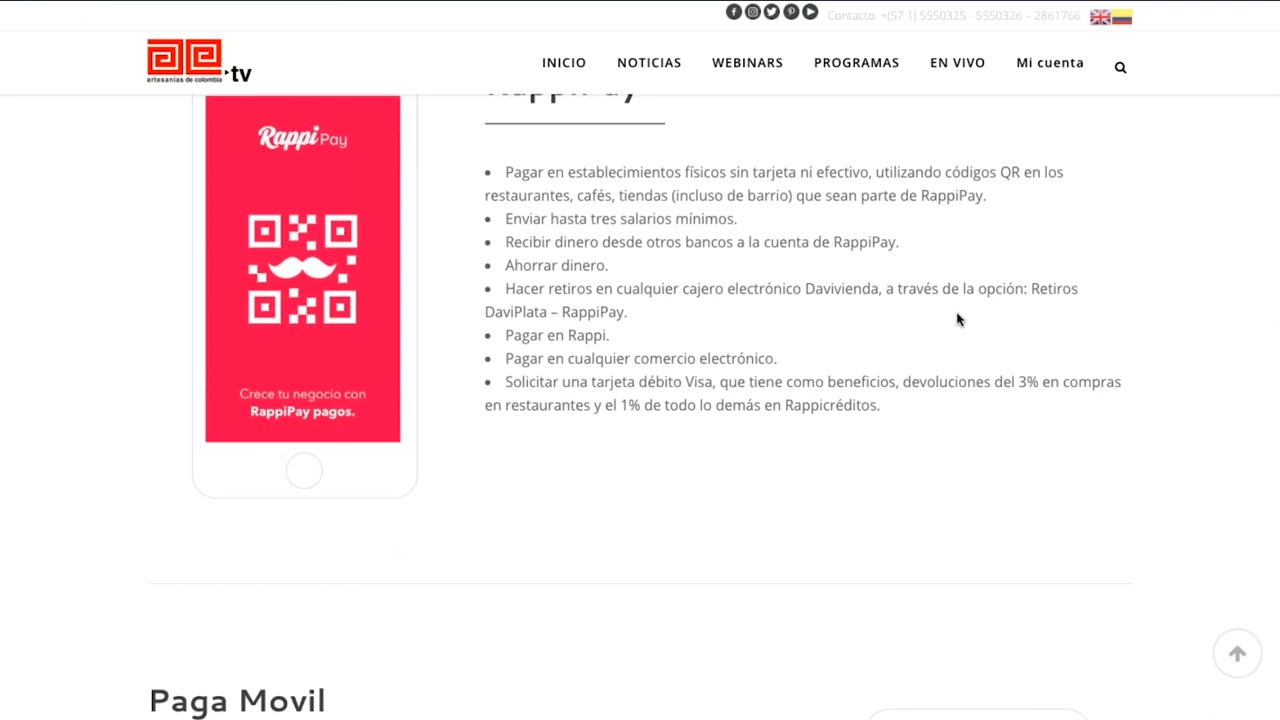 Contacto. +(57 1) 5550325 - 5550326 – 2861766
artesanías de colombia
tv
INICIO NOTICIAS WEBINARS PROGRAMAS EN VIVO Mi cuenta
RappiPay
Rappi Pay
Crece tu negocio con
RappiPay pagos.
• Pagar en establecimientos físicos sin tarjeta ni efectivo, utilizando códigos QR en los
restaurantes, cafés, tiendas (incluso de barrio) que sean parte de RappiPay.
• Enviar hasta tres salarios mínimos.
• Recibir dinero desde otros bancos a la cuenta de RappiPay.
• Ahorrar dinero.
• Hacer retiros en cualquier cajero electrónico Davivienda, a través de la opción: Retiros
DaviPlata – RappiPay.
• Pagar en Rappi.
• Pagar en cualquier comercio electrónico.
• Solicitar una tarjeta débito Visa, que tiene como beneficios, devoluciones del 3% en compras
en restaurantes y el 1% de todo lo demás en Rappicréditos.
Paga Movil